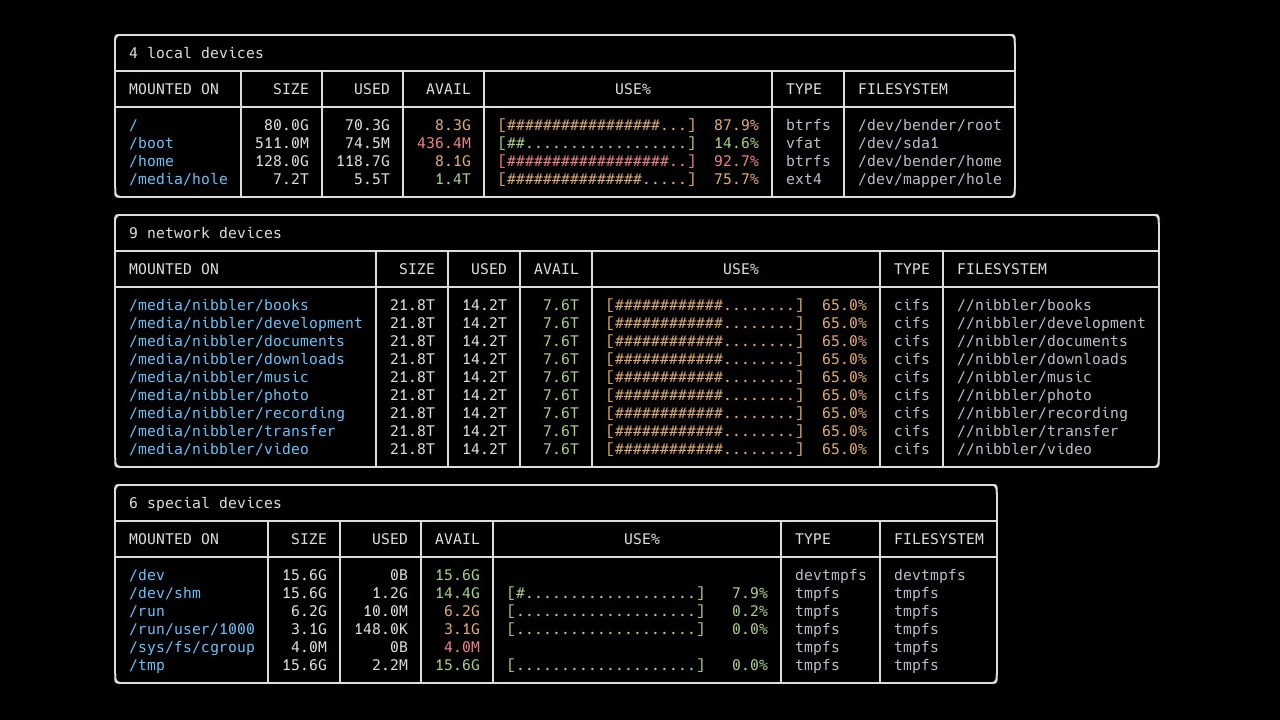 4 local devices
MOUNTED ON SIZE USED AVAIL USE% TYPE FILESYSTEM
/ 80.0G 70.3G 8.3G [#################...] 87.9% btrfs /dev/bender/root
/boot 511.0M 74.5M 436.4M [##..................] 14.6% vfat /dev/sda1
/home 128.0G 118.7G 8.1G [##################..] 92.7% btrfs /dev/bender/home
/media/hole 7.2T 5.5T 1.4T [###############.....] 75.7% ext4 /dev/mapper/hole
9 network devices
MOUNTED ON SIZE USED AVAIL USE% TYPE FILESYSTEM
/media/nibbler/books 21.8T 14.2T 7.6T [############........] 65.0% cifs //nibbler/books
/media/nibbler/development 21.8T 14.2T 7.6T [############........] 65.0% cifs //nibbler/development
/media/nibbler/documents 21.8T 14.2T 7.6T [############........] 65.0% cifs //nibbler/documents
/media/nibbler/downloads 21.8T 14.2T 7.6T [############........] 65.0% cifs //nibbler/downloads
/media/nibbler/music 21.8T 14.2T 7.6T [############........] 65.0% cifs //nibbler/music
/media/nibbler/photo 21.8T 14.2T 7.6T [############........] 65.0% cifs //nibbler/photo
/media/nibbler/recording 21.8T 14.2T 7.6T [############........] 65.0% cifs //nibbler/recording
/media/nibbler/transfer 21.8T 14.2T 7.6T [############........] 65.0% cifs //nibbler/transfer
/media/nibbler/video 21.8T 14.2T 7.6T [############........] 65.0% cifs //nibbler/video
6 special devices
MOUNTED ON SIZE USED AVAIL USE% TYPE FILESYSTEM
/dev 15.6G 0B 15.6G devtmpfs devtmpfs
/dev/shm 15.6G 1.2G 14.4G [#...................] 7.9% tmpfs tmpfs
/run 6.2G 10.0M 6.2G [....................] 0.2% tmpfs tmpfs
/run/user/1000 3.1G 148.0K 3.1G [....................] 0.0% tmpfs tmpfs
/sys/fs/cgroup 4.0M 0B 4.0M tmpfs tmpfs
/tmp 15.6G 2.2M 15.6G [....................] 0.0% tmpfs tmpfs